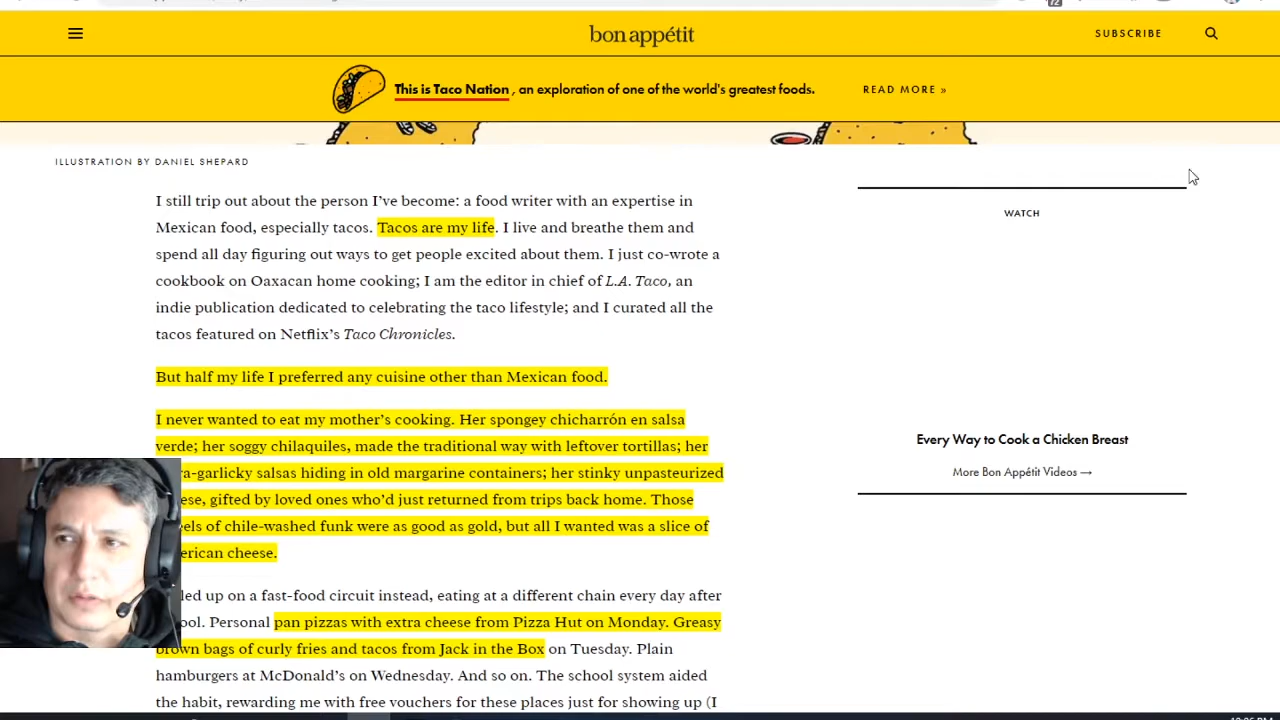 72
bon appétit
SUBSCRIBE
This is Taco Nation , an exploration of one of the world's greatest foods.
READ MORE »
ILLUSTRATION BY DANIEL SHEPARD
I still trip out about the person I've become: a food writer with an expertise in
Mexican food, especially tacos. Tacos are my life. I live and breathe them and
spend all day figuring out ways to get people excited about them. I just co-wrote a
cookbook on Oaxacan home cooking; I am the editor in chief of L.A. Taco, an
indie publication dedicated to celebrating the taco lifestyle; and I curated all the
tacos featured on Netflix's Taco Chronicles.
But half my life I preferred any cuisine other than Mexican food.
I never wanted to eat my mother's cooking. Her spongey chicharrón en salsa
verde; her soggy chilaquiles, made the traditional way with leftover tortillas; her
ra-garlicky salsas hiding in old margarine containers; her stinky unpasteurized
ese, gifted by loved ones who'd just returned from trips back home. Those
els of chile-washed funk were as good as gold, but all I wanted was a slice of
erican cheese.
led up on a fast-food circuit instead, eating at a different chain every day after
ool. Personal pan pizzas with extra cheese from Pizza Hut on Monday. Greasy
brown bags of curly fries and tacos from Jack in the Box on Tuesday. Plain
hamburgers at McDonald's on Wednesday. And so on. The school system aided
the habit, rewarding me with free vouchers for these places just for showing up (I
WATCH
Every Way to Cook a Chicken Breast
More Bon Appétit Videos →